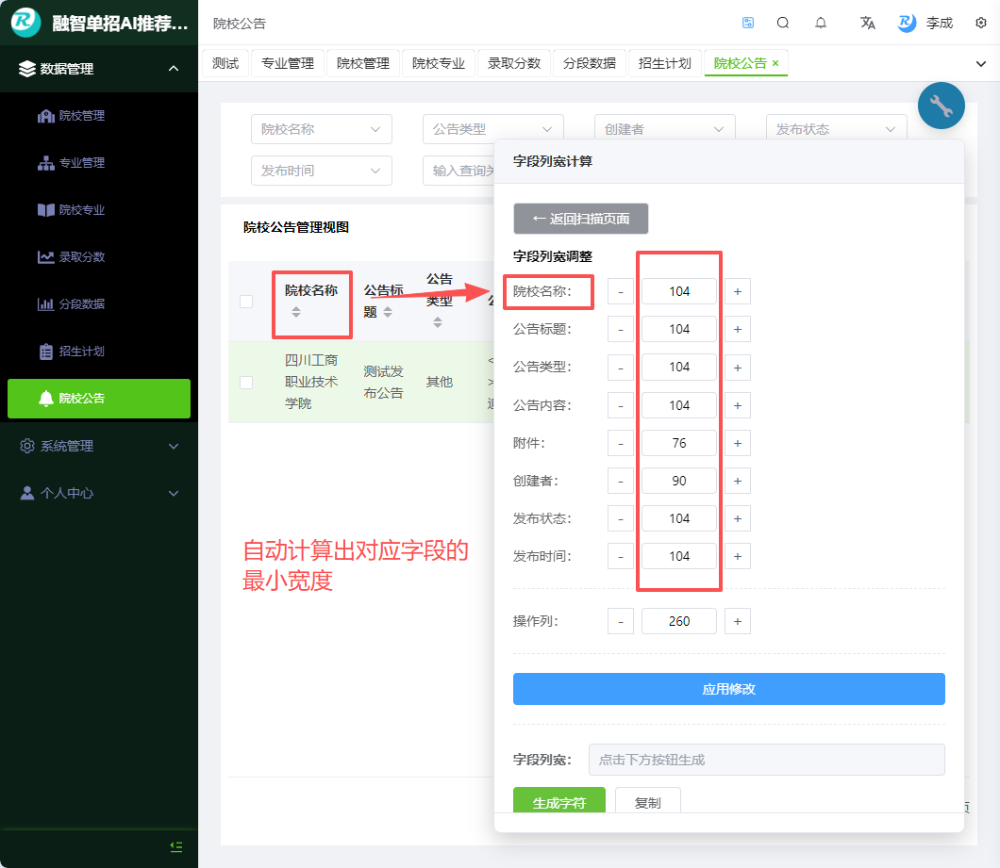 融智单招AI推荐...
院校公告
李成
数据管理
院校管理
专业管理
院校专业
录取分数
分段数据
招生计划
院校公告
系统管理
个人中心
测试
专业管理
院校管理
院校专业
录取分数
分段数据
招生计划
院校公告 ×
院校名称
公告类型
创建者
发布状态
发布时间
输入查询关
院校公告管理视图
院校名称
公告标
题
公告
类型
四川工商
职业技术
学院
测试发
布公告
其他
自动计算出对应字段的
最小宽度
字段列宽计算
← 返回扫描页面
字段列宽调整
院校名称: - 104 +
公告标题: - 104 +
公告类型: - 104 +
公告内容: - 104 +
附件: - 76 +
创建者: - 90 +
发布状态: - 104 +
发布时间: - 104 +
操作列: - 260 +
应用修改
字段列宽: 点击下方按钮生成
生成字符
复制